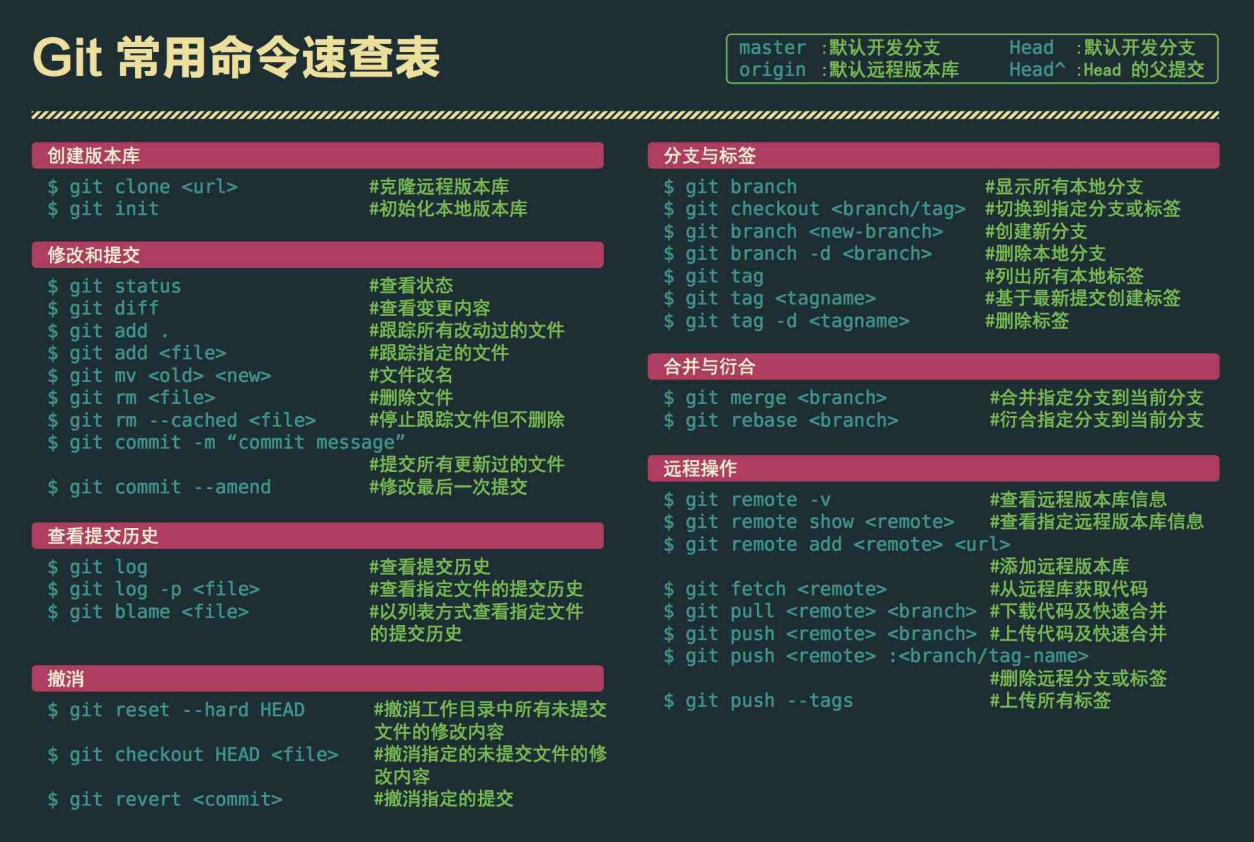 Git 常用命令速查表
master :默认开发分支 Head :默认开发分支
origin :默认远程版本库 Head^ :Head 的父提交
创建版本库
$ git clone <url> #克隆远程版本库
$ git init #初始化本地版本库
修改和提交
$ git status #查看状态
$ git diff #查看变更内容
$ git add . #跟踪所有改动过的文件
$ git add <file> #跟踪指定的文件
$ git mv <old> <new> #文件改名
$ git rm <file> #删除文件
$ git rm --cached <file> #停止跟踪文件但不删除
$ git commit -m “commit message”
#提交所有更新过的文件
$ git commit --amend #修改最后一次提交
查看提交历史
$ git log #查看提交历史
$ git log -p <file> #查看指定文件的提交历史
$ git blame <file> #以列表方式查看指定文件
的提交历史
撤消
$ git reset --hard HEAD #撤消工作目录中所有未提交
文件的修改内容
$ git checkout HEAD <file> #撤消指定的未提交文件的修
改内容
$ git revert <commit> #撤消指定的提交
分支与标签
$ git branch #显示所有本地分支
$ git checkout <branch/tag> #切换到指定分支或标签
$ git branch <new-branch> #创建新分支
$ git branch -d <branch> #删除本地分支
$ git tag #列出所有本地标签
$ git tag <tagname> #基于最新提交创建标签
$ git tag -d <tagname> #删除标签
合并与衍合
$ git merge <branch> #合并指定分支到当前分支
$ git rebase <branch> #衍合指定分支到当前分支
远程操作
$ git remote -v #查看远程版本库信息
$ git remote show <remote> #查看指定远程版本库信息
$ git remote add <remote> <url>
#添加远程版本库
$ git fetch <remote> #从远程库获取代码
$ git pull <remote> <branch> #下载代码及快速合并
$ git push <remote> <branch> #上传代码及快速合并
$ git push <remote> :<branch/tag-name>
#删除远程分支或标签
$ git push --tags #上传所有标签